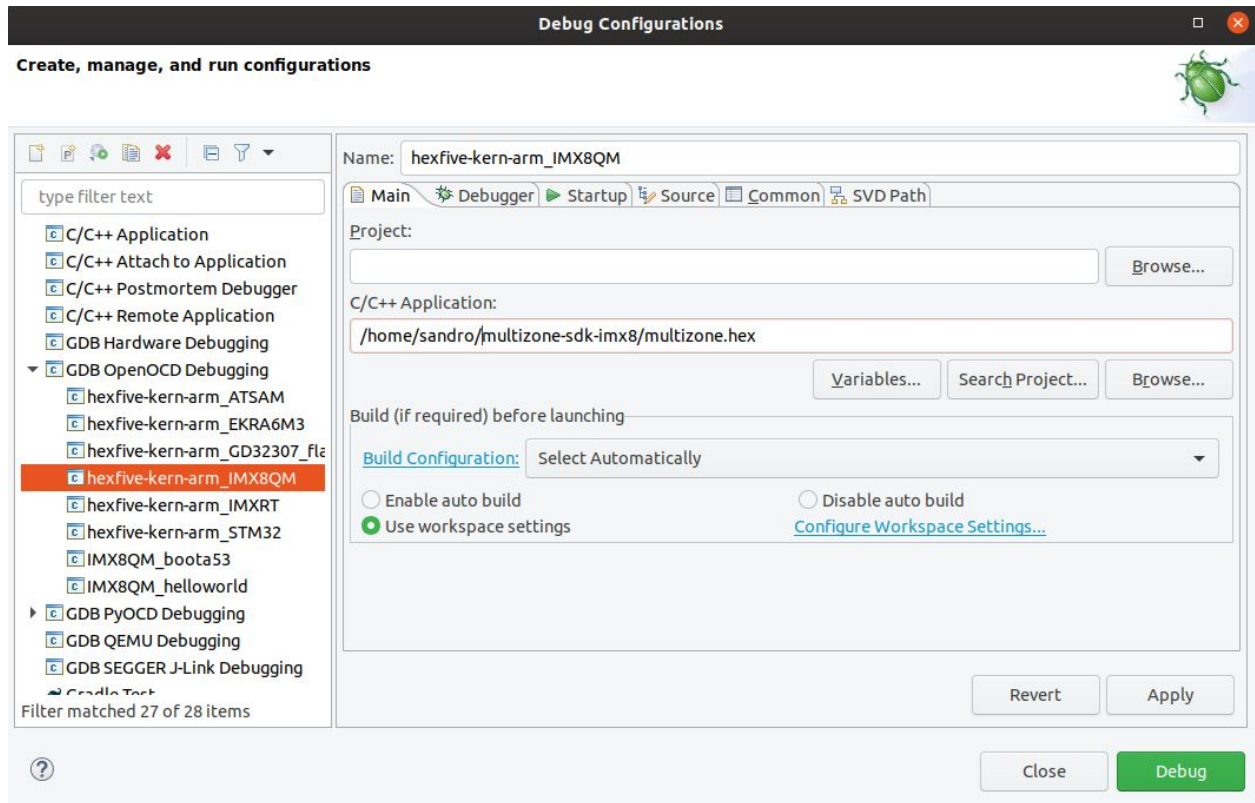 Debug Configurations
Create, manage, and run configurations
type filter text
C/C++ Application
C/C++ Attach to Application
C/C++ Postmortem Debugger
C/C++ Remote Application
GDB Hardware Debugging
GDB OpenOCD Debugging
hexfive-kern-arm_ATSAM
hexfive-kern-arm_EKRA6M3
hexfive-kern-arm_GD32307_fla
hexfive-kern-arm_IMX8QM
hexfive-kern-arm_IMXRT
hexfive-kern-arm_STM32
IMX8QM_boota53
IMX8QM_helloworld
GDB PyOCD Debugging
GDB QEMU Debugging
GDB SEGGER J-Link Debugging
Gradle Test
Filter matched 27 of 28 items
Name: hexfive-kern-arm_IMX8QM
Main Debugger Startup Source Common SVD Path
Project:
Browse...
C/C++ Application:
/home/sandro/multizone-sdk-imx8/multizone.hex
Variables... Search Project... Browse...
Build (if required) before launching
Build Configuration: Select Automatically
Enable auto build Disable auto build
Use workspace settings Configure Workspace Settings...
Revert Apply
Close Debug